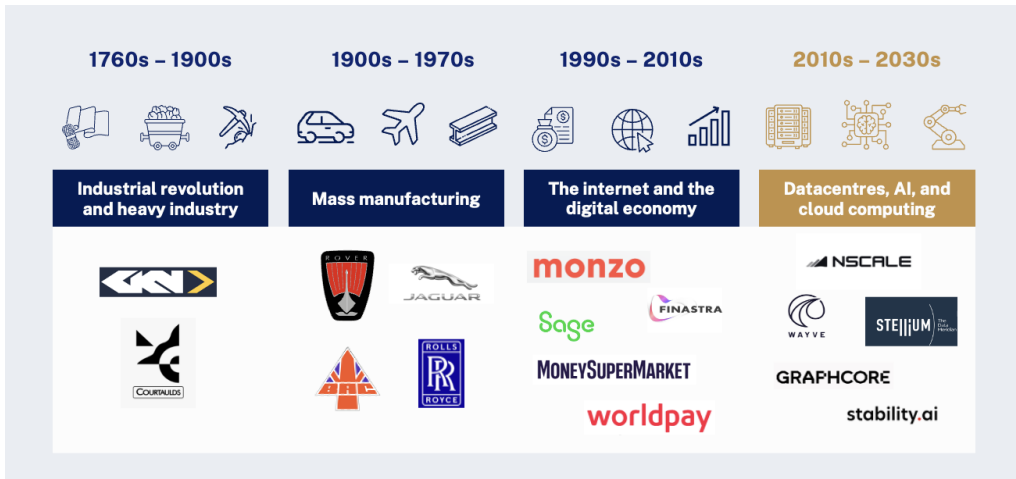 1760s – 1900s
1900s – 1970s
1990s – 2010s
2010s – 2030s
Industrial revolution
and heavy industry
Mass manufacturing
The internet and the
digital economy
Datacentres, AI, and
cloud computing
GKN
COURTAULDS
ROVER
JAGUAR
BAC
ROLLS
RR
ROYCE
monzo
FINASTRA
Sage
MONEYSUPERMARKET
worldpay
NSCALE
WAYVE
STELLIUM
The
Data
Meridian
GRAPHCORE
stability.ai